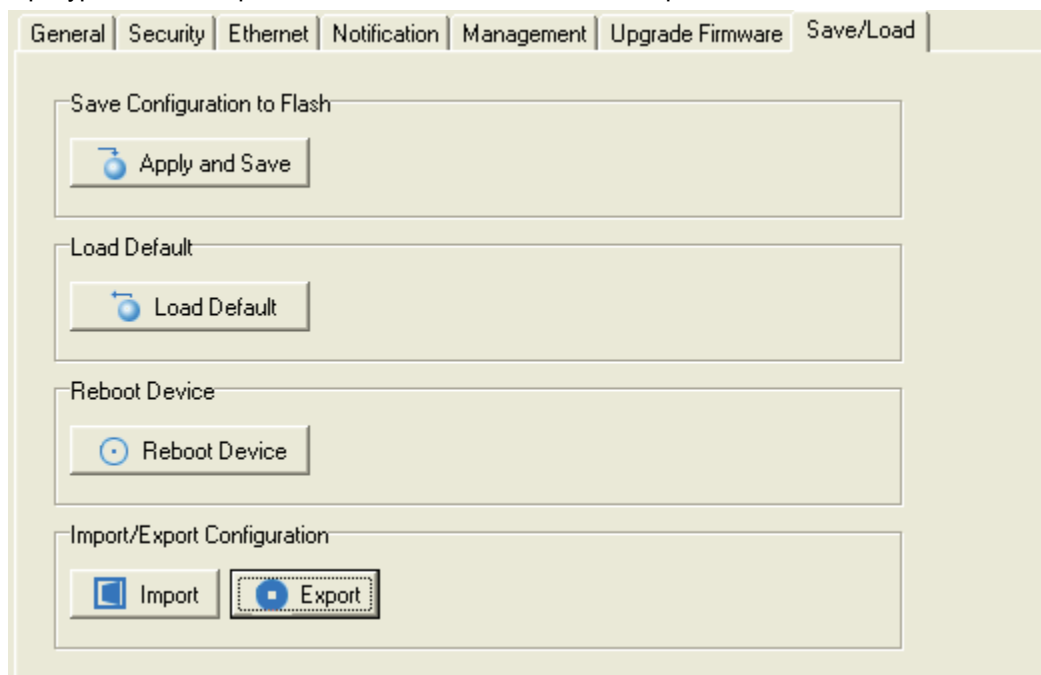 General Security Ethernet Notification Management Upgrade Firmware Save/Load
Save Configuration to Flash
Apply and Save
Load Default
Load Default
Reboot Device
Reboot Device
Import/Export Configuration
Import Export